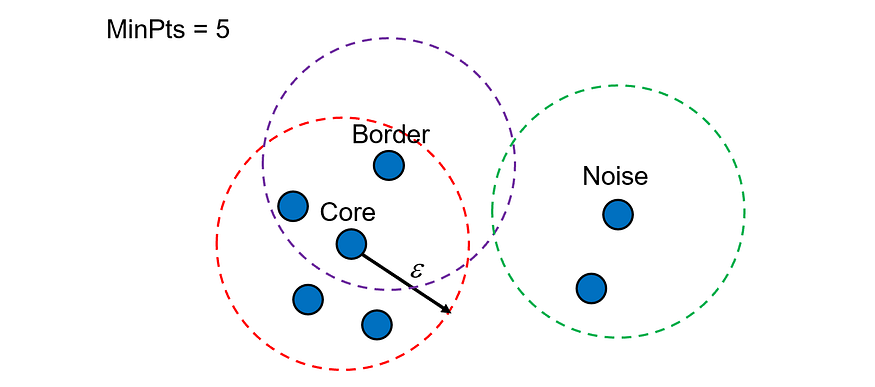 MinPts = 5
Border
Noise
Core
ε